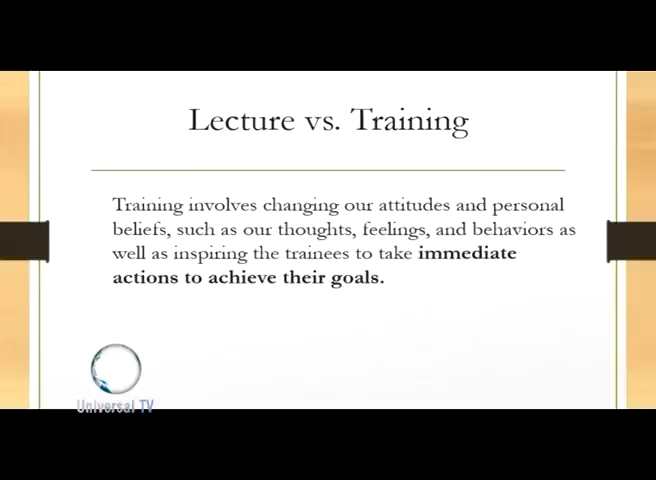 Lecture vs. Training
Training involves changing our attitudes and personal
beliefs, such as our thoughts, feelings, and behaviors as
well as inspiring the trainees to take immediate
actions to achieve their goals.
Universal TV